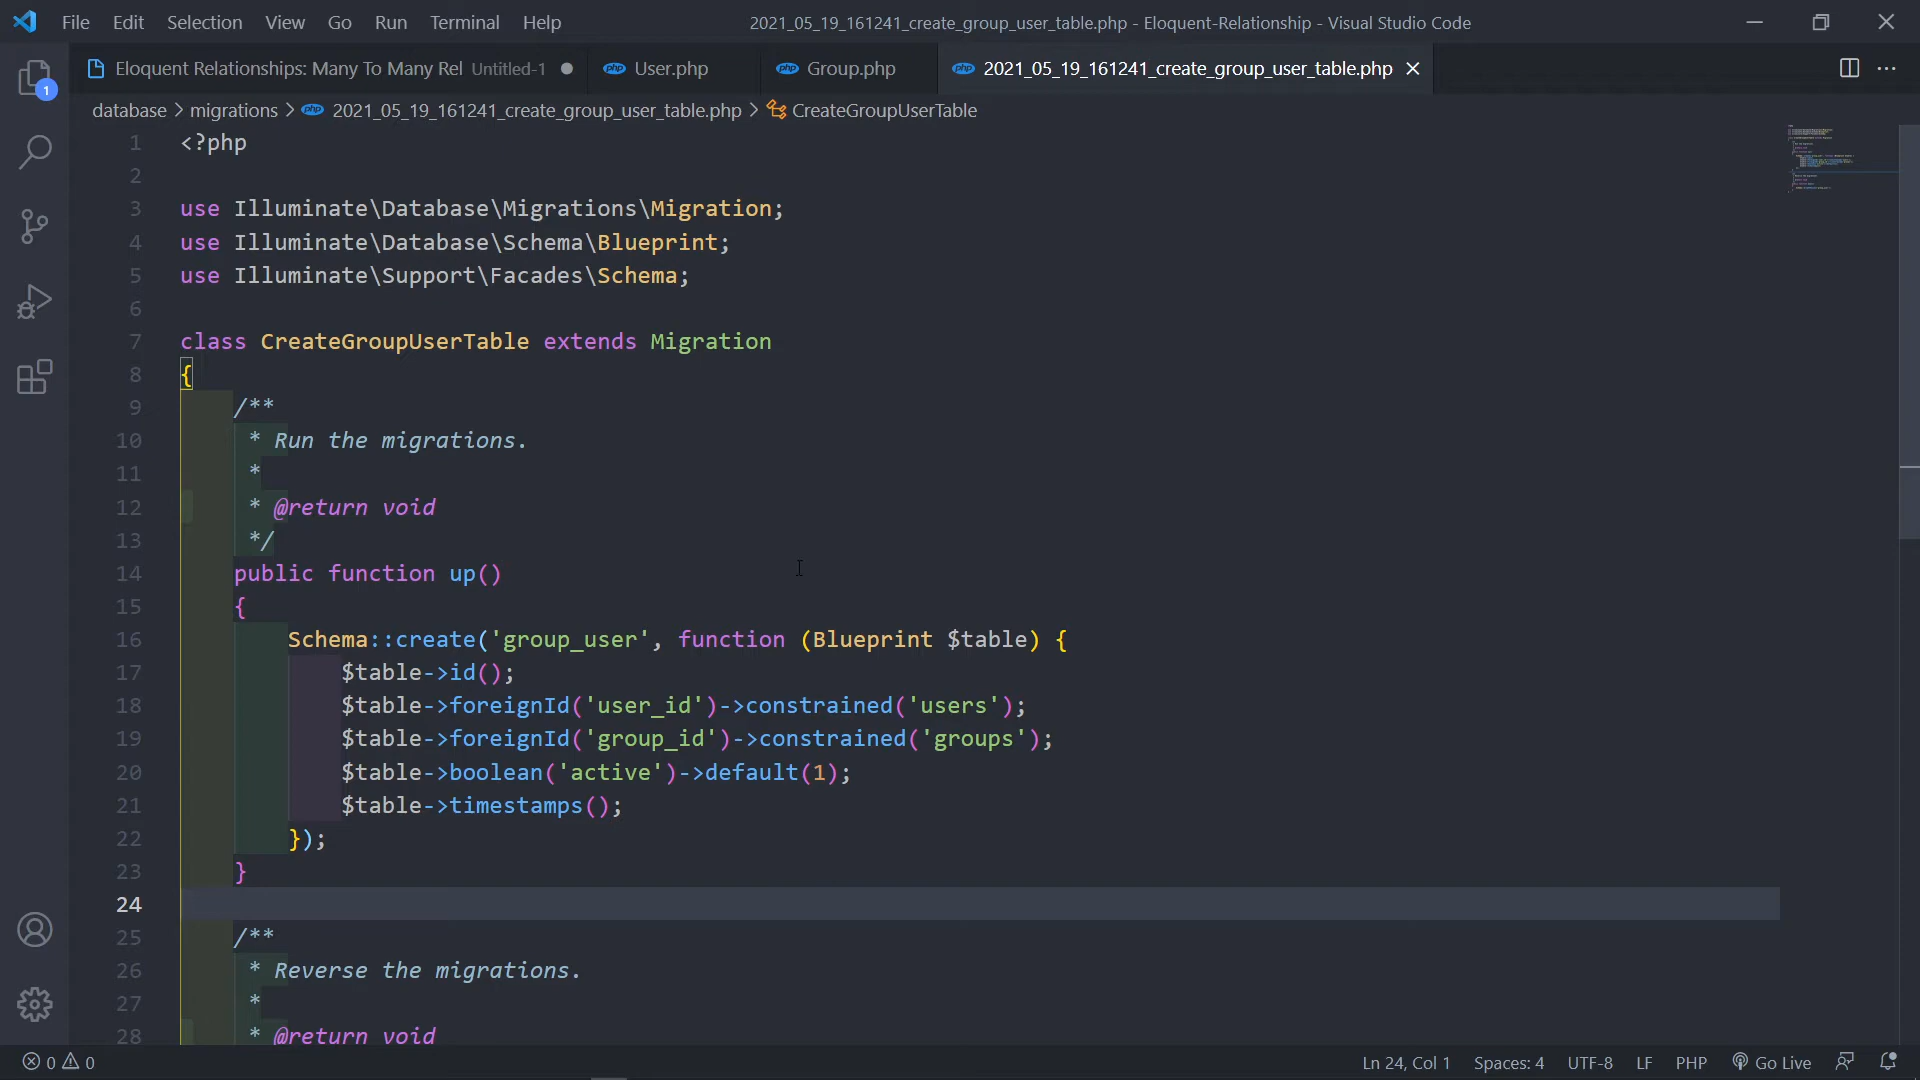 File Edit Selection View Go Run Terminal Help 2021_05_19_161241_create_group_user_table.php - Eloquent-Relationship - Visual Studio Code
Eloquent Relationships: Many To Many Rel Untitled-1 User.php Group.php 2021_05_19_161241_create_group_user_table.php
database > migrations > 2021_05_19_161241_create_group_user_table.php > CreateGroupUserTable
1 <?php
2
3 use Illuminate\Database\Migrations\Migration;
4 use Illuminate\Database\Schema\Blueprint;
5 use Illuminate\Support\Facades\Schema;
6
7 class CreateGroupUserTable extends Migration
8 {
9 /**
10 * Run the migrations.
11 *
12 * @return void
13 */
14 public function up()
15 {
16 Schema::create('group_user', function (Blueprint $table) {
17 $table->id();
18 $table->foreignId('user_id')->constrained('users');
19 $table->foreignId('group_id')->constrained('groups');
20 $table->boolean('active')->default(1);
21 $table->timestamps();
22 });
23 }
24
25 /**
26 * Reverse the migrations.
27 *
28 * @return void
1
0 0 Ln 24, Col 1 Spaces: 4 UTF-8 LF PHP Go Live